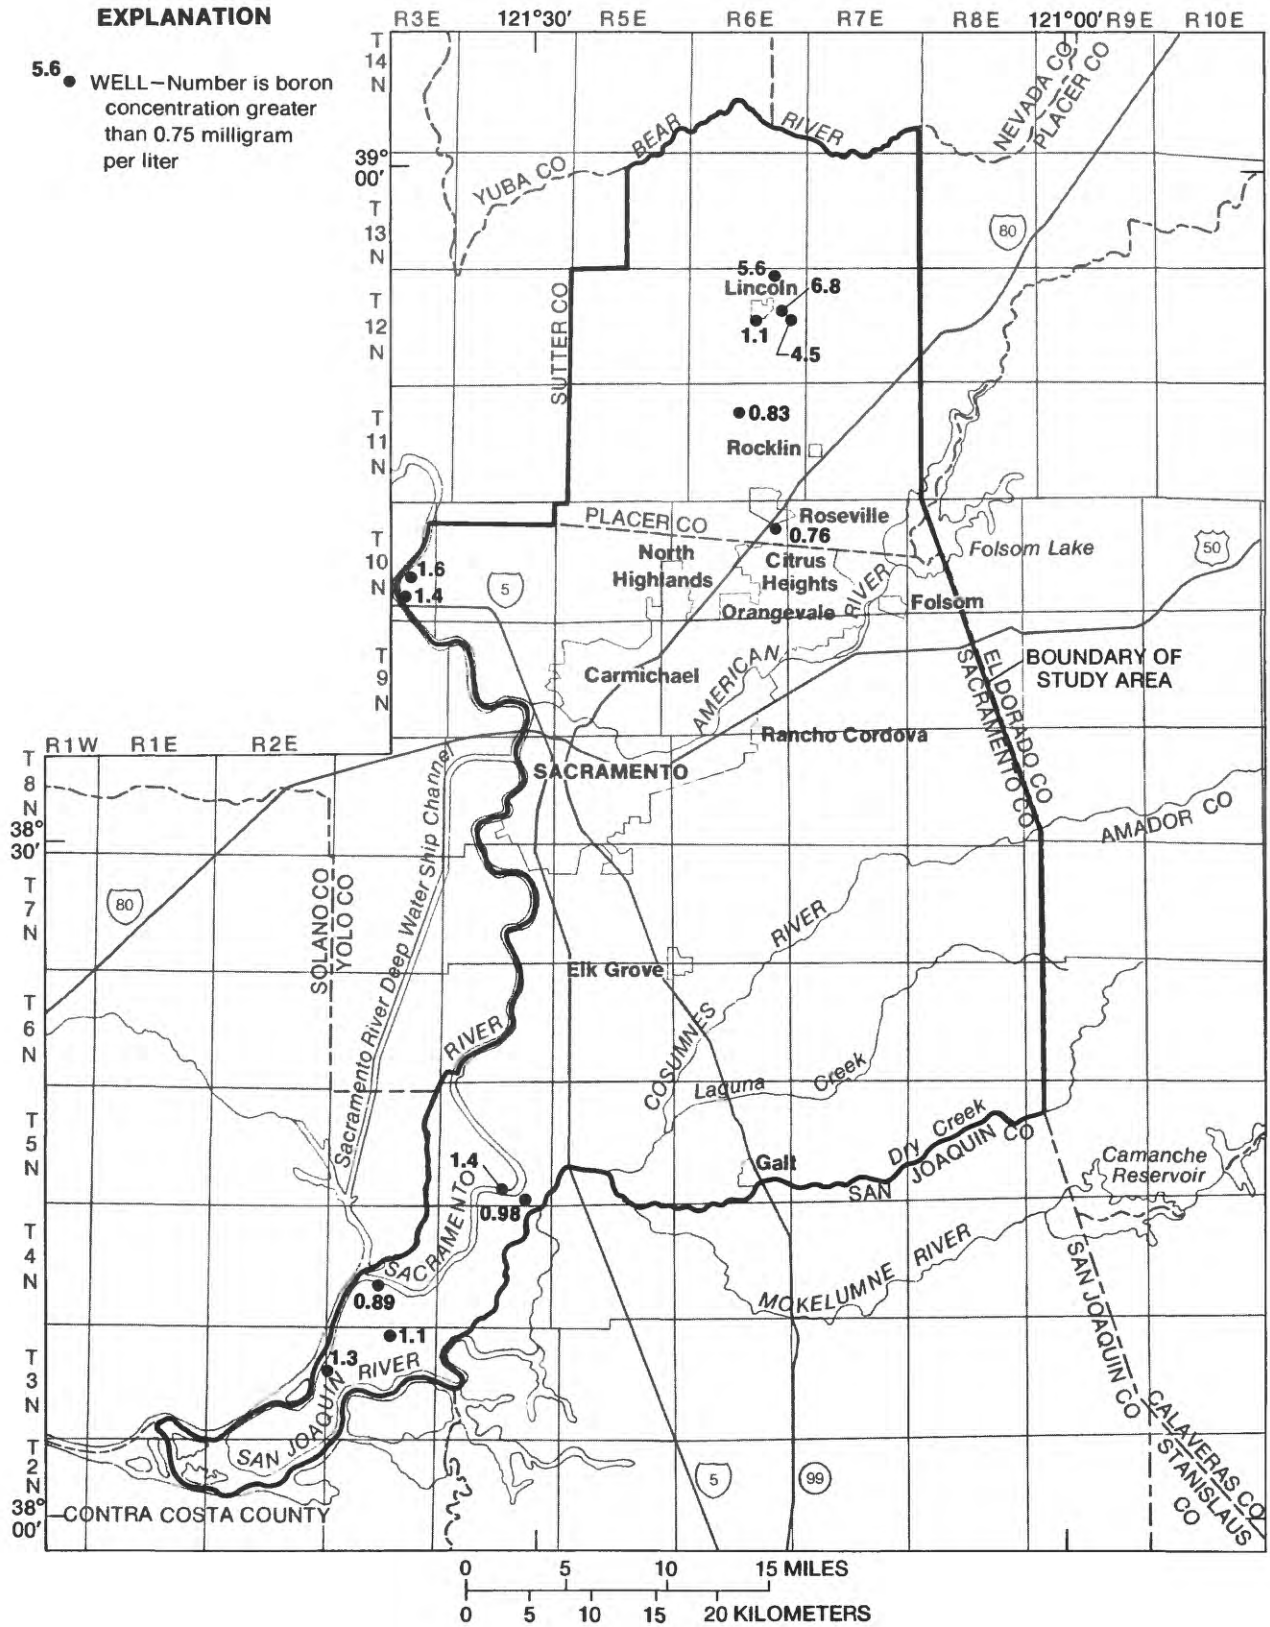 EXPLANATION
5.6 WELL—Number is boron
concentration greater
than 0.75 milligram
per liter
R3E 121°30' R5E R6E R7E R8E 121°00' R9E R10E
T
14
N
NEVADA CO
PLACER CO
BEAR RIVER
39°
00'
YUBA CO
T
13
N
80
5.6
Lincoln
6.8
SUTTER CO
T
12
N
1.1
4.5
0.83
T
11
N
Rocklin
PLACER CO
Roseville
0.76
North
Highlands
Citrus
Heights
Folsom Lake
50
T
10
N
1.6
1.4
5
Orangevale
RIVER
Folsom
T
9
N
Carmichael
AMERICAN
EL DORADO CO
SACRAMENTO CO
BOUNDARY OF
STUDY AREA
Rancho Cordova
R1W R1E R2E
T
8
N
SACRAMENTO
38°
30'
AMADOR CO
Sacramento River Deep Water Ship Channel
T
7
N
80
SOLANO CO
YOLO CO
RIVER
Elk Grove
T
6
N
RIVER
COSUMNES
Laguna Creek
T
5
N
1.4
Galt
Dry Creek
SAN JOAQUIN CO
Camanche
Reservoir
0.98
SACRAMENTO
T
4
N
0.89
MOKELUMNE RIVER
SAN JOAQUIN CO
1.1
1.3
T
3
N
SAN JOAQUIN RIVER
CALAVERAS CO
STANISLAUS
CO
T
2
N
5
99
38°
00'
CONTRA COSTA COUNTY
0 5 10 15 MILES
0 5 10 15 20 KILOMETERS